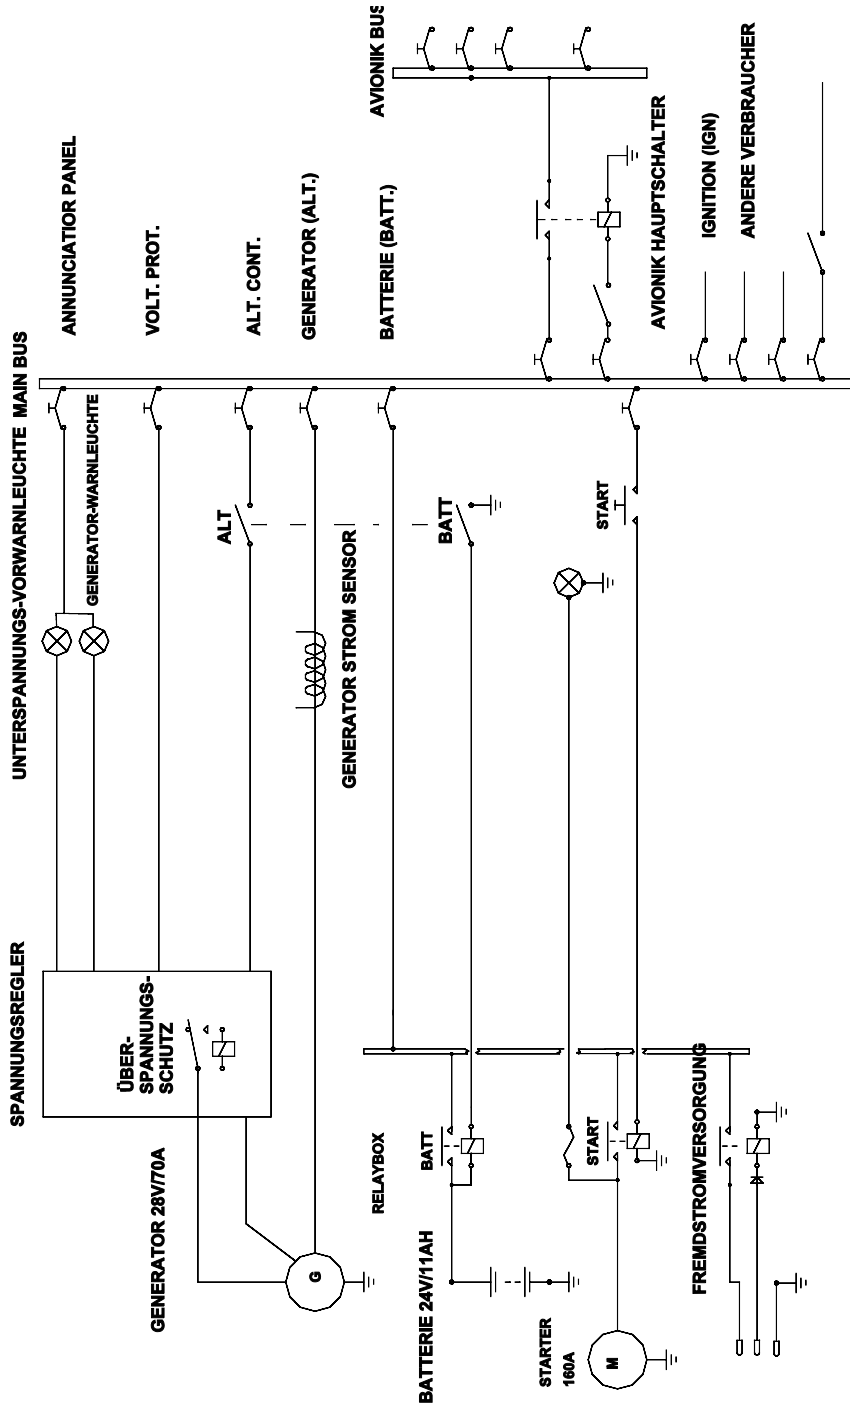 AVIONIK BUS
ANNUNCIATIOR PANEL
VOLT. PROT.
ALT. CONT.
GENERATOR (ALT.)
BATTERIE (BATT.)
AVIONIK HAUPTSCHALTER
IGNITION (IGN)
ANDERE VERBRAUCHER
UNTERSPANNUNGS-VORWARNLEUCHTE
MAIN BUS
GENERATOR-WARNLEUCHTE
ALT
GENERATOR STROM SENSOR
BATT
START
SPANNUNGSREGLER
ÜBER-
SPANNUNGS-
SCHUTZ
GENERATOR 28V/70A
G
RELAYBOX
BATT
START
FREMDSTROMVERSORGUNG
BATTERIE 24V/11AH
STARTER
160A
M